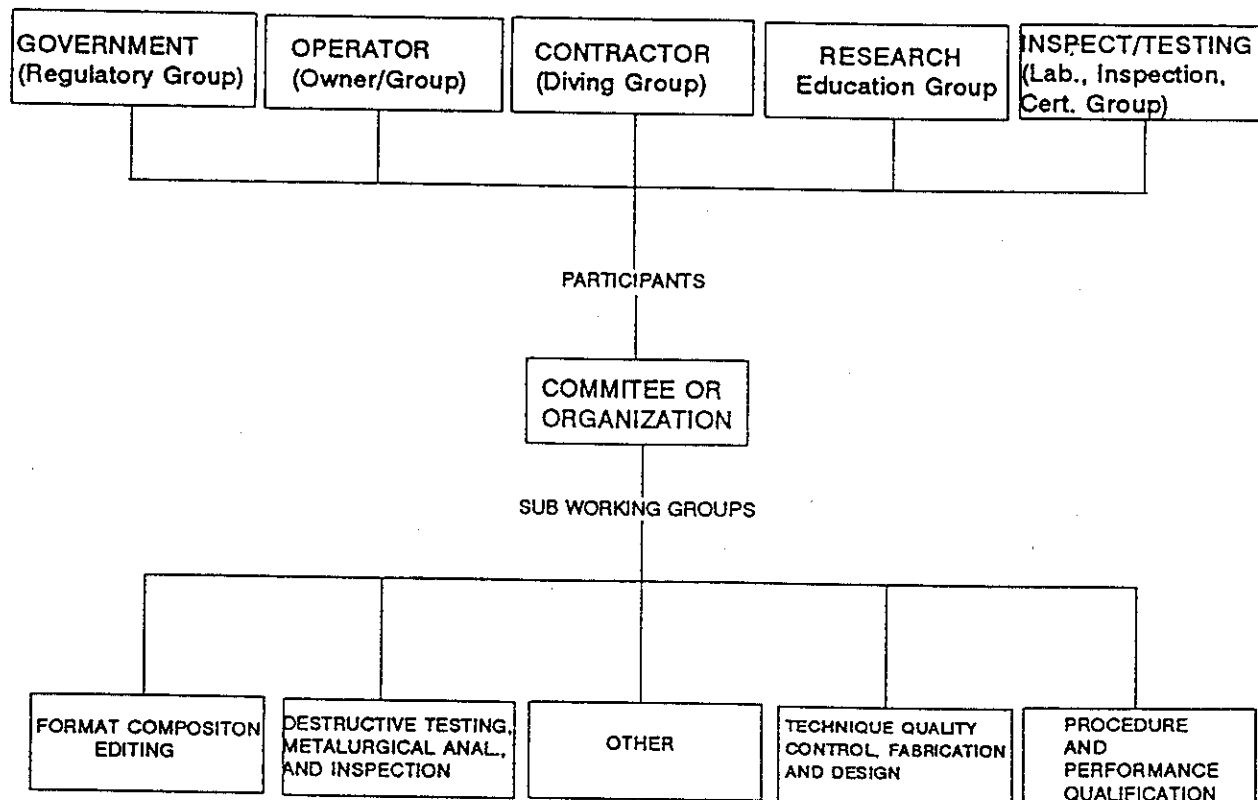 GOVERNMENT
(Regulatory Group)
OPERATOR
(Owner/Group)
CONTRACTOR
(Diving Group)
RESEARCH
Education Group
INSPECT/TESTING
(Lab., Inspection,
Cert. Group)
PARTICIPANTS
COMMITEE OR
ORGANIZATION
SUB WORKING GROUPS
FORMAT COMPOSITON
EDITING
DESTRUCTIVE TESTING,
METALURGICAL ANAL.,
AND INSPECTION
OTHER
TECHNIQUE QUALITY
CONTROL, FABRICATION
AND DESIGN
PROCEDURE
AND
PERFORMANCE
QUALIFICATION